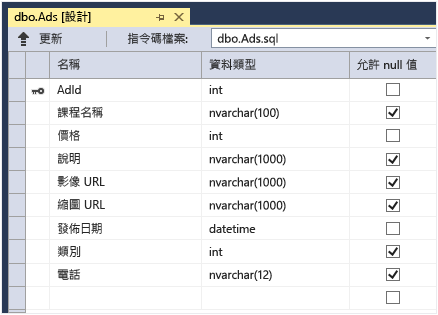 dbo.Ads [設計]
更新 指令碼檔案: dbo.Ads.sql
名稱 資料類型 允許 null 值
AdId int
課程名稱 nvarchar(100)
價格 int
說明 nvarchar(1000)
影像 URL nvarchar(1000)
縮圖 URL nvarchar(1000)
發佈日期 datetime
類別 int
電話 nvarchar(12)